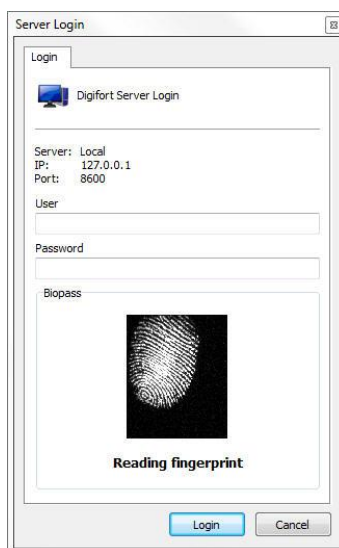 Server Login
Login
Digifort Server Login
Server: Local
IP: 127.0.0.1
Port: 8600
User
Password
Biopass
Reading fingerprint
Login Cancel